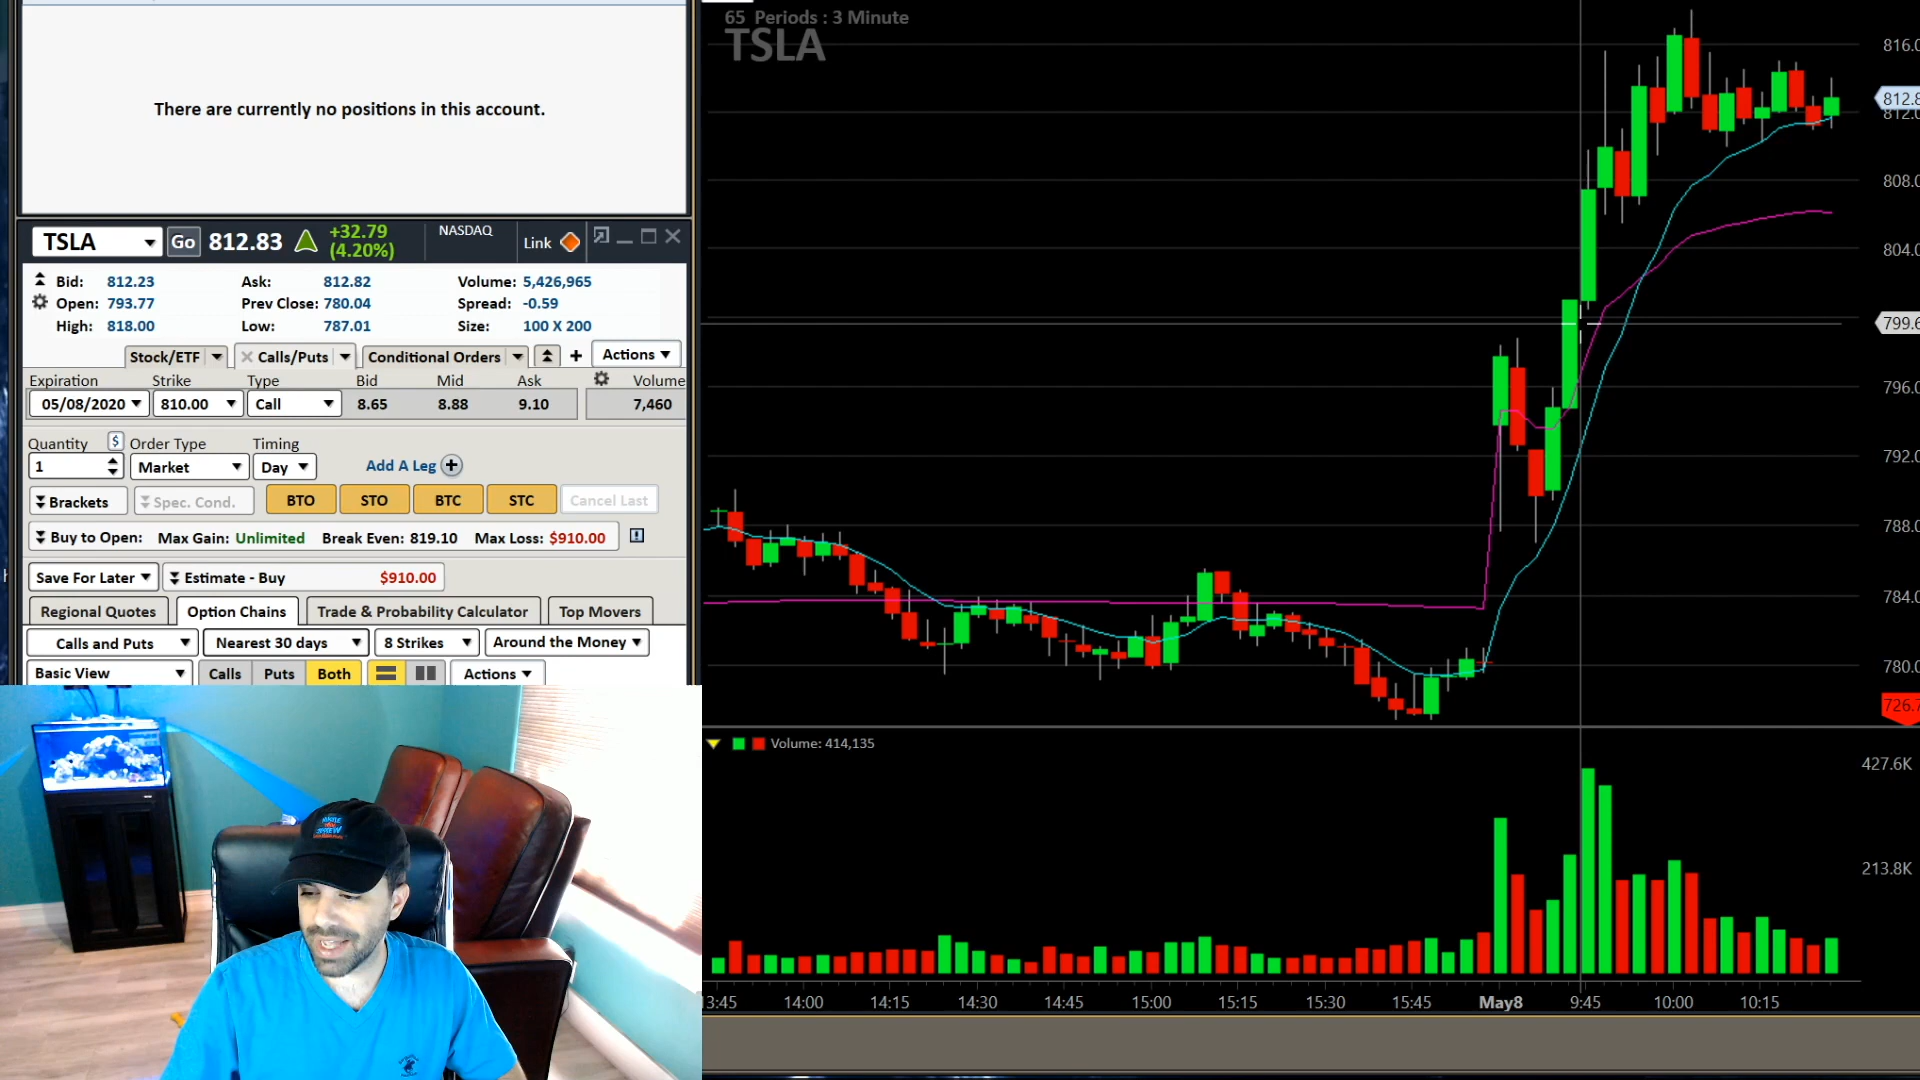 There are currently no positions in this account.
TSLA Go 812.83 +32.79 (4.20%) NASDAQ Link
Bid: 812.23 Ask: 812.82 Volume: 5,426,965
Open: 793.77 Prev Close: 780.04 Spread: -0.59
High: 818.00 Low: 787.01 Size: 100 X 200
Stock/ETF Calls/Puts Conditional Orders + Actions
Expiration Strike Type Bid Mid Ask Volume
05/08/2020 810.00 Call 8.65 8.88 9.10 7,460
Quantity $ Order Type Timing
1 Market Day Add A Leg
Brackets Spec. Cond. BTO STO BTC STC Cancel Last
Buy to Open: Max Gain: Unlimited Break Even: 819.10 Max Loss: $910.00
Save For Later Estimate - Buy $910.00
Regional Quotes Option Chains Trade & Probability Calculator Top Movers
Calls and Puts Nearest 30 days 8 Strikes Around the Money
Basic View Calls Puts Both Actions
65 Periods : 3 Minute
TSLA
816.0
812.8
812.0
808.0
804.0
799.6
796.0
792.0
788.0
784.0
780.0
726.7
Volume: 414,135
427.6K
213.8K
13:45 14:00 14:15 14:30 14:45 15:00 15:15 15:30 15:45 May8 9:45 10:00 10:15